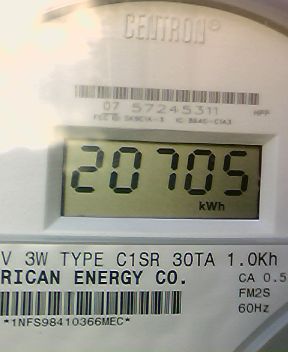 CENTRON®
07 57245311 HPP
20705
kWh
V 3W TYPE C1SR 30TA 1.0Kh
RICAN ENERGY CO. CA 0.5
FM2S
*1NFS98410366MEC* 60Hz